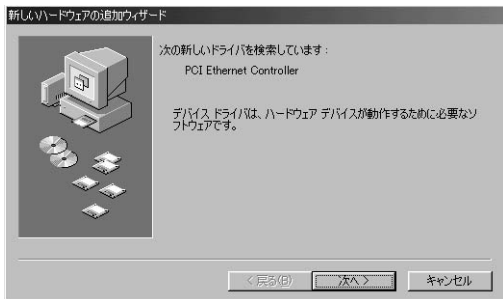 新しいハードウェアの追加ウィザード
次の新しいドライバを検索しています：
PCI Ethernet Controller
デバイス ドライバは、ハードウェア デバイスが動作するために必要なソ
フトウェアです。
< 戻る(B)
次へ >
キャンセル